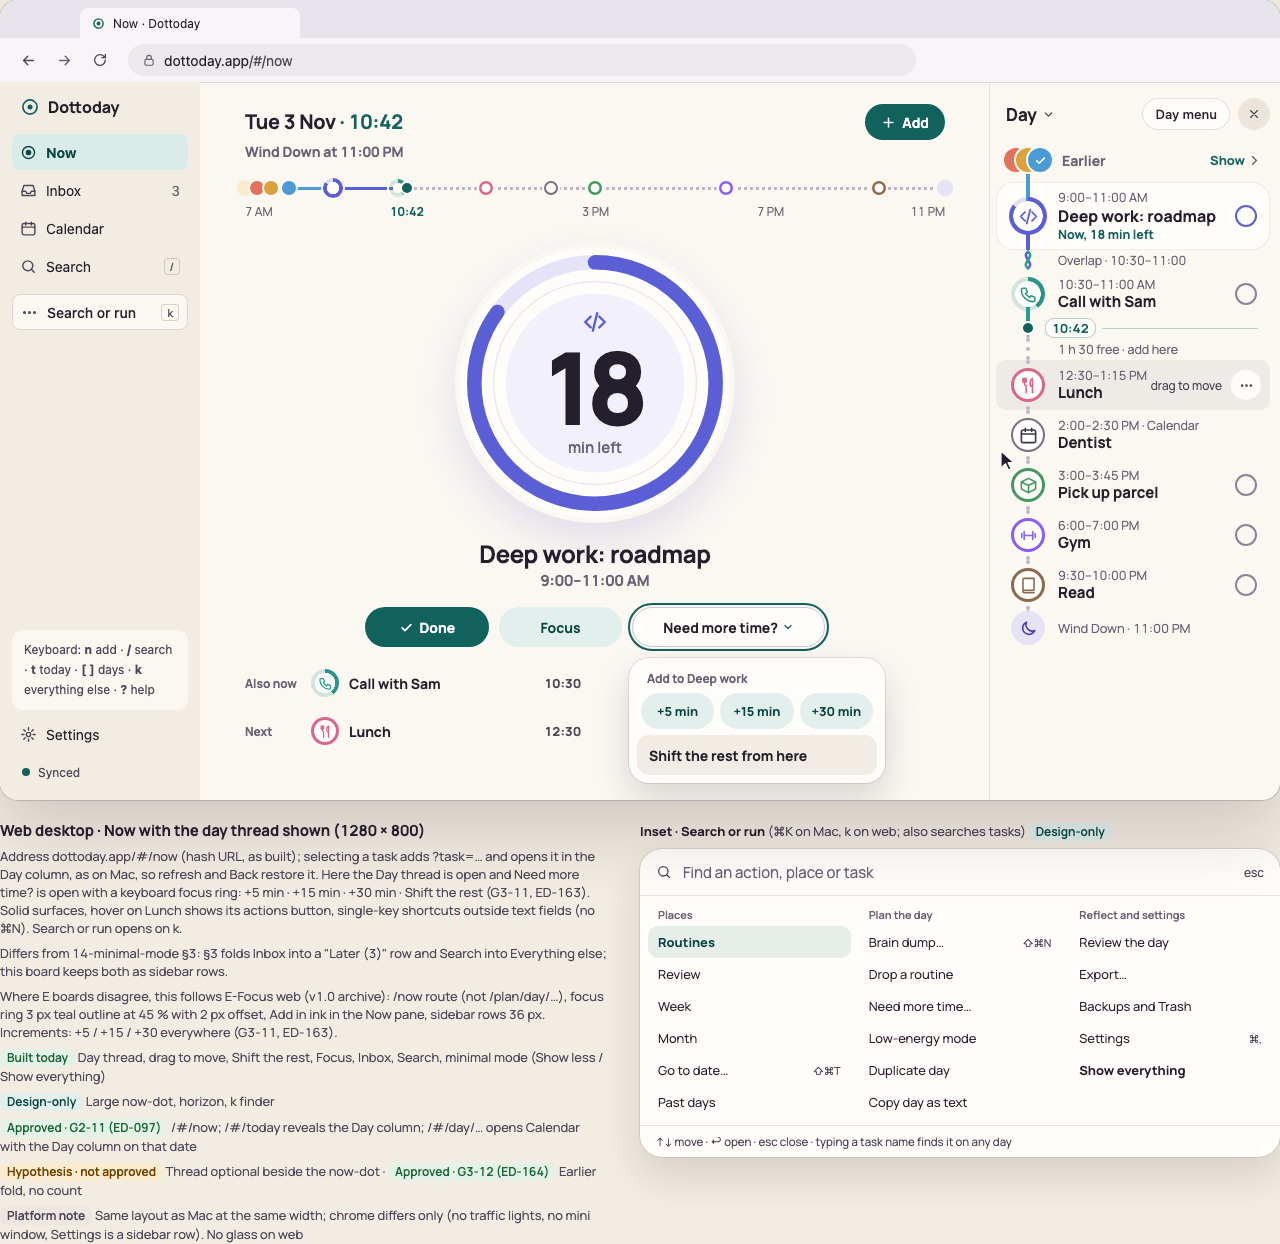 Now · Dottoday
dottoday.app/#/now
Dottoday
Now
Inbox 3
Calendar
Search /
Search or run k
Keyboard: n add · / search
· t today · [ ] days · k
everything else · ? help
Settings
Synced
Tue 3 Nov · 10:42
Wind Down at 11:00 PM
Add
7 AM 10:42 3 PM 7 PM 11 PM
18
min left
Deep work: roadmap
9:00–11:00 AM
Done
Focus
Need more time?
Also now Call with Sam 10:30
Next Lunch 12:30
Add to Deep work
+5 min +15 min +30 min
Shift the rest from here
Day
Day menu
Earlier Show
9:00–11:00 AM
Deep work: roadmap
Now, 18 min left
Overlap · 10:30–11:00
10:30–11:00 AM
Call with Sam
10:42
1 h 30 free · add here
12:30–1:15 PM
Lunch
drag to move
2:00–2:30 PM · Calendar
Dentist
3:00–3:45 PM
Pick up parcel
6:00–7:00 PM
Gym
9:30–10:00 PM
Read
Wind Down · 11:00 PM
Web desktop · Now with the day thread shown (1280 × 800)
Address dottoday.app/#/now (hash URL, as built); selecting a task adds ?task=… and opens it in the
Day column, as on Mac, so refresh and Back restore it. Here the Day thread is open and Need more
time? is open with a keyboard focus ring: +5 min · +15 min · +30 min · Shift the rest (G3-11, ED-163).
Solid surfaces, hover on Lunch shows its actions button, single-key shortcuts outside text fields (no
⌘N). Search or run opens on k.
Differs from 14-minimal-mode §3: §3 folds Inbox into a "Later (3)" row and Search into Everything else;
this board keeps both as sidebar rows.
Where E boards disagree, this follows E-Focus web (v1.0 archive): /now route (not /plan/day/…), focus
ring 3 px teal outline at 45 % with 2 px offset, Add in ink in the Now pane, sidebar rows 36 px.
Increments: +5 / +15 / +30 everywhere (G3-11, ED-163).
Built today Day thread, drag to move, Shift the rest, Focus, Inbox, Search, minimal mode (Show less /
Show everything)
Design-only Large now-dot, horizon, k finder
Approved · G2-11 (ED-097) /#/now; /#/today reveals the Day column; /#/day/… opens Calendar
with the Day column on that date
Hypothesis · not approved Thread optional beside the now-dot · Approved · G3-12 (ED-164) Earlier
fold, no count
Platform note Same layout as Mac at the same width; chrome differs only (no traffic lights, no mini
window, Settings is a sidebar row). No glass on web
Inset · Search or run (⌘K on Mac, k on web; also searches tasks) Design-only
Find an action, place or task esc
Places
Routines
Review
Week
Month
Go to date… ⇧⌘T
Past days
Plan the day
Brain dump… ⇧⌘N
Drop a routine
Need more time…
Low-energy mode
Duplicate day
Copy day as text
Reflect and settings
Review the day
Export…
Backups and Trash
Settings ⌘,
Show everything
↑↓ move · ↩ open · esc close · typing a task name finds it on any day